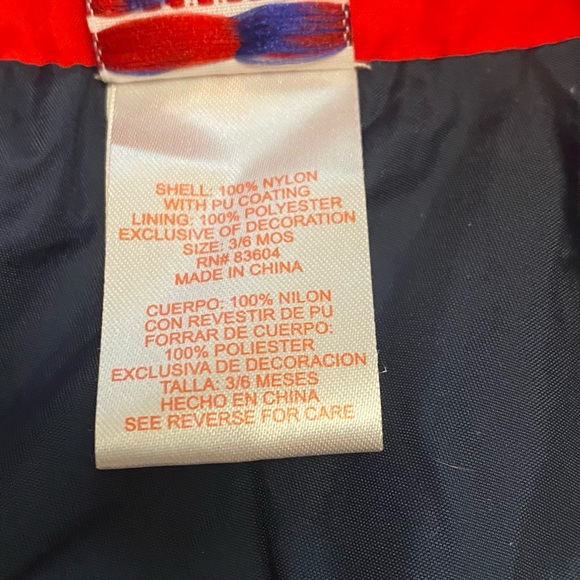 SHELL: 100% NYLON
WITH PU COATING
LINING: 100% POLYESTER
EXCLUSIVE OF DECORATION
SIZE: 3/6 MOS
RN# 83604
MADE IN CHINA
CUERPO: 100% NILON
CON REVESTIR DE PU
FORRAR DE CUERPO:
100% POLIESTER
EXCLUSIVA DE DECORACION
TALLA: 3/6 MESES
HECHO EN CHINA
SEE REVERSE FOR CARE